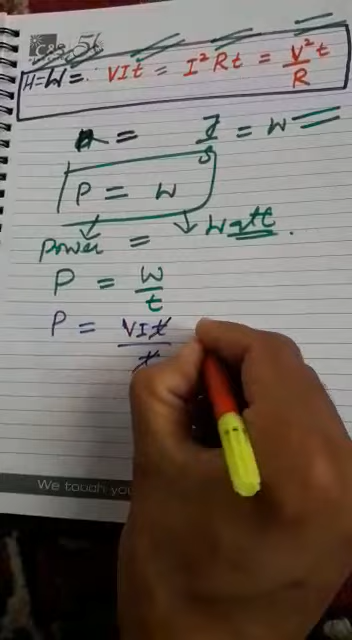 H = W = VIt = I²Rt = V²t/R
= J/S = W
P = W
Power = Watt.
P = W/t
P = VIt/t
We touch you